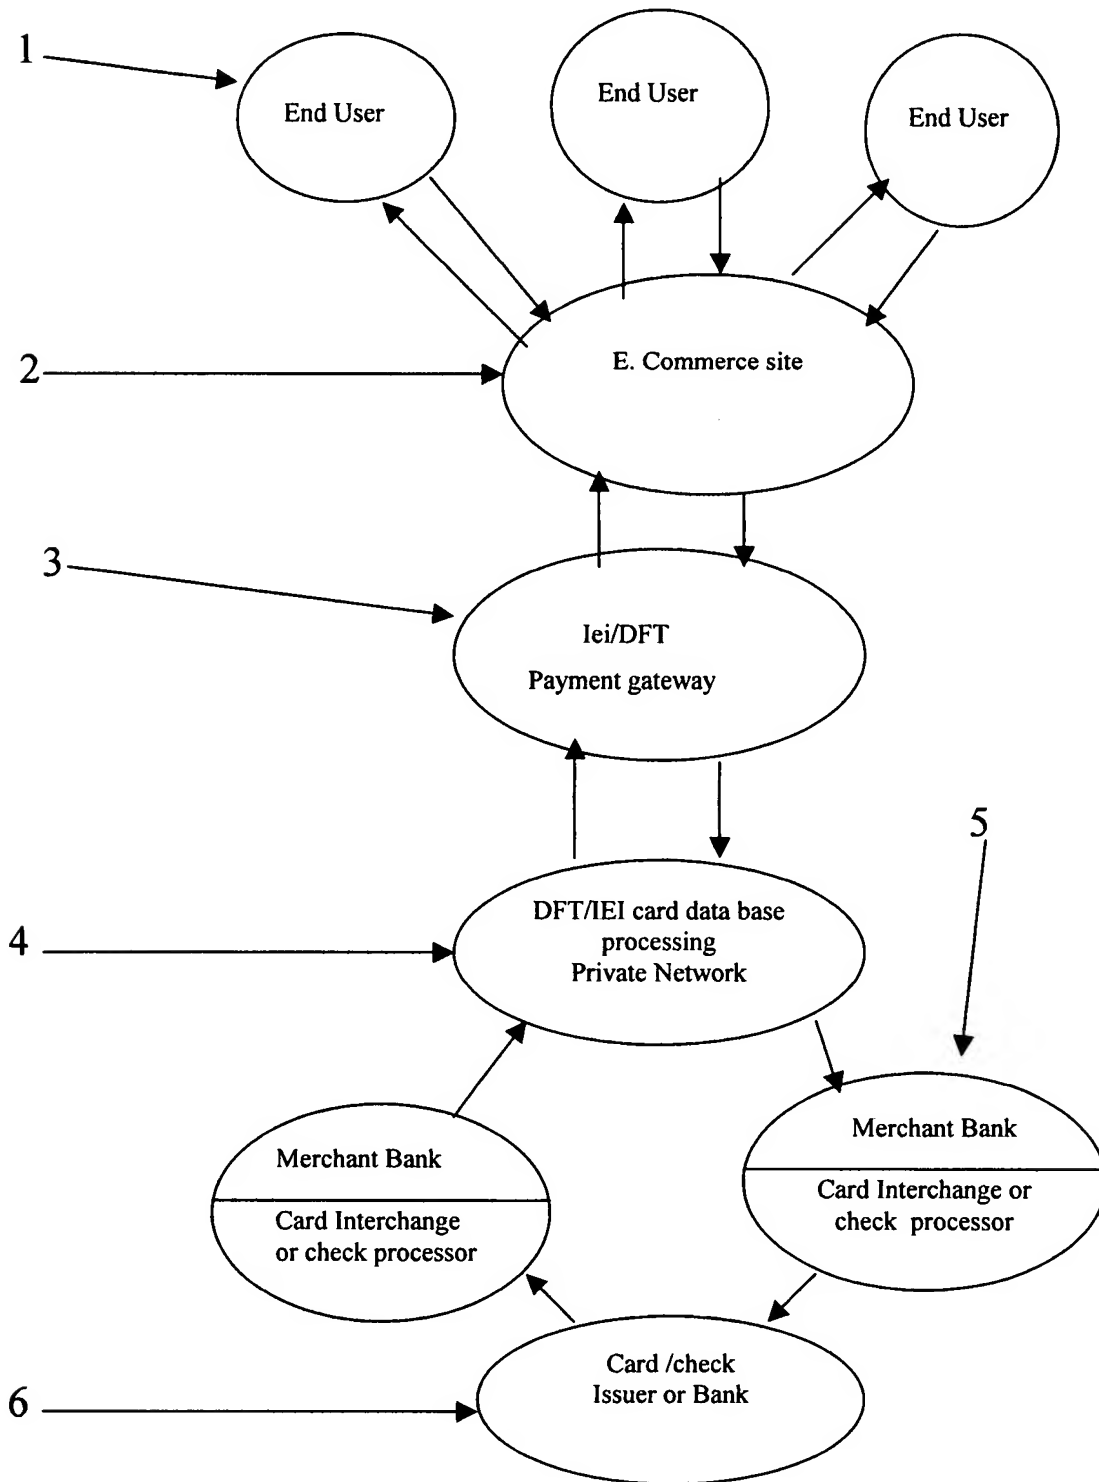 1
End User
End User
End User
2
E. Commerce site
3
Iei/DFT
Payment gateway
5
4
DFT/IEI card data base
processing
Private Network
Merchant Bank
Card Interchange or
check processor
Merchant Bank
Card Interchange
or check processor
6
Card /check
Issuer or Bank